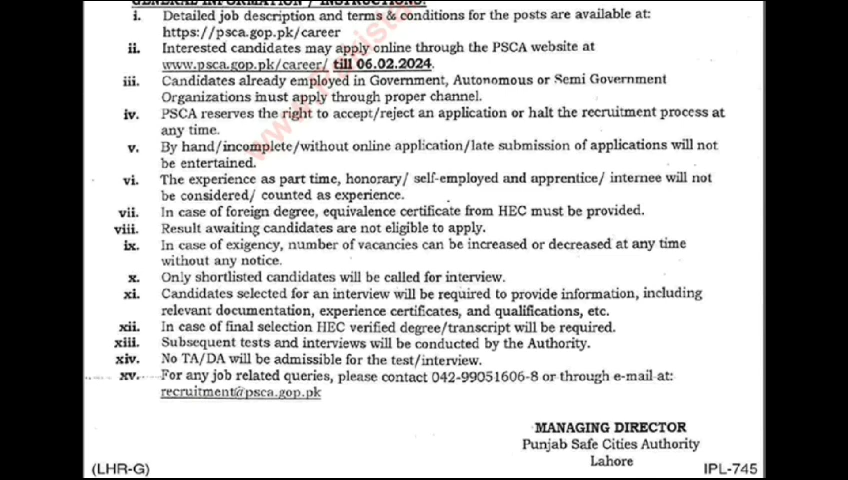 GENERAL INFORMATION / INSTRUCTIONS:
i. Detailed job description and terms & conditions for the posts are available at:
https://psca.gop.pk/career
ii. Interested candidates may apply online through the PSCA website at
www.psca.gop.pk/career/ till 06.02.2024.
iii. Candidates already employed in Government, Autonomous or Semi Government
Organizations must apply through proper channel.
iv. PSCA reserves the right to accept/reject an application or halt the recruitment process at
any time.
v. By hand/incomplete/without online application/late submission of applications will not
be entertained.
vi. The experience as part time, honorary/ self-employed and apprentice/ internee will not
be considered/ counted as experience.
vii. In case of foreign degree, equivalence certificate from HEC must be provided.
viii. Result awaiting candidates are not eligible to apply.
ix. In case of exigency, number of vacancies can be increased or decreased at any time
without any notice.
x. Only shortlisted candidates will be called for interview.
xi. Candidates selected for an interview will be required to provide information, including
relevant documentation, experience certificates, and qualifications, etc.
xii. In case of final selection HEC verified degree/transcript will be required.
xiii. Subsequent tests and interviews will be conducted by the Authority.
xiv. No TA/DA will be admissible for the test/interview.
xv. For any job related queries, please contact 042-99051606-8 or through e-mail at:
recruitment@psca.gop.pk
MANAGING DIRECTOR
Punjab Safe Cities Authority
Lahore
(LHR-G)
IPL-745